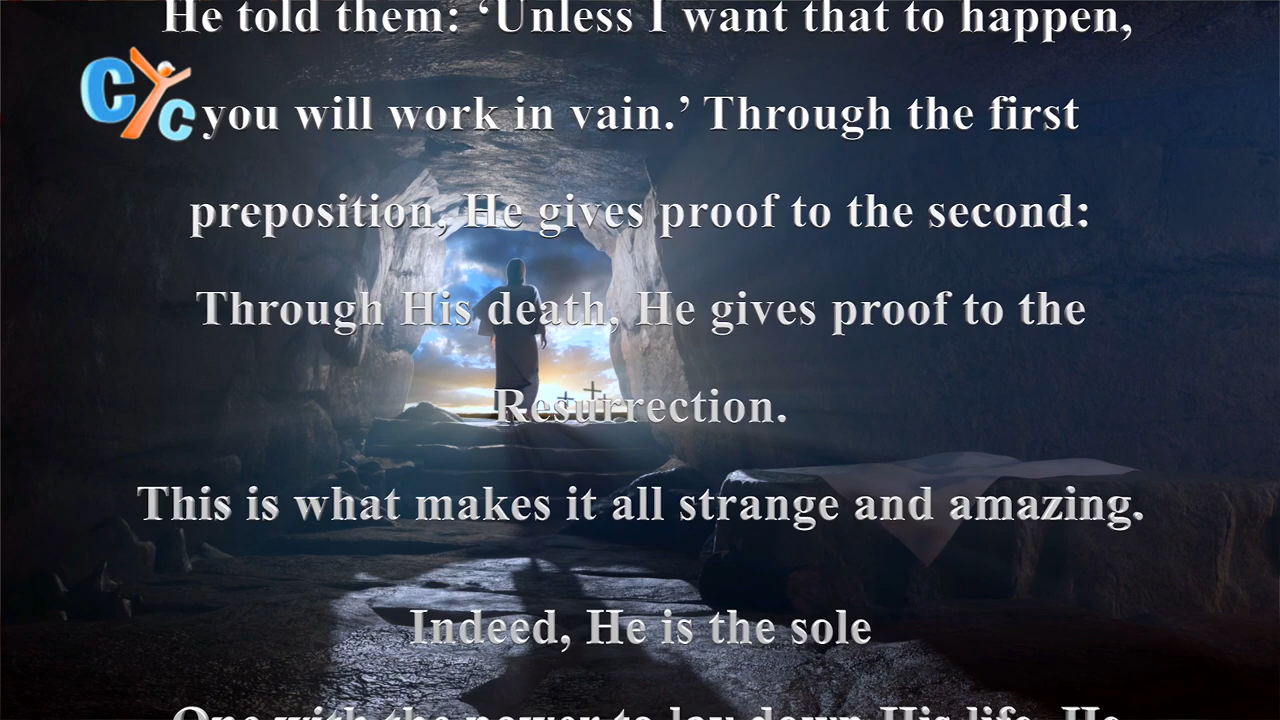 He told them: ‘Unless I want that to happen,
CYC
you will work in vain.’ Through the first
preposition, He gives proof to the second:
Through His death, He gives proof to the
Resurrection.
This is what makes it all strange and amazing.
Indeed, He is the sole
One with the power to lay down His life. He